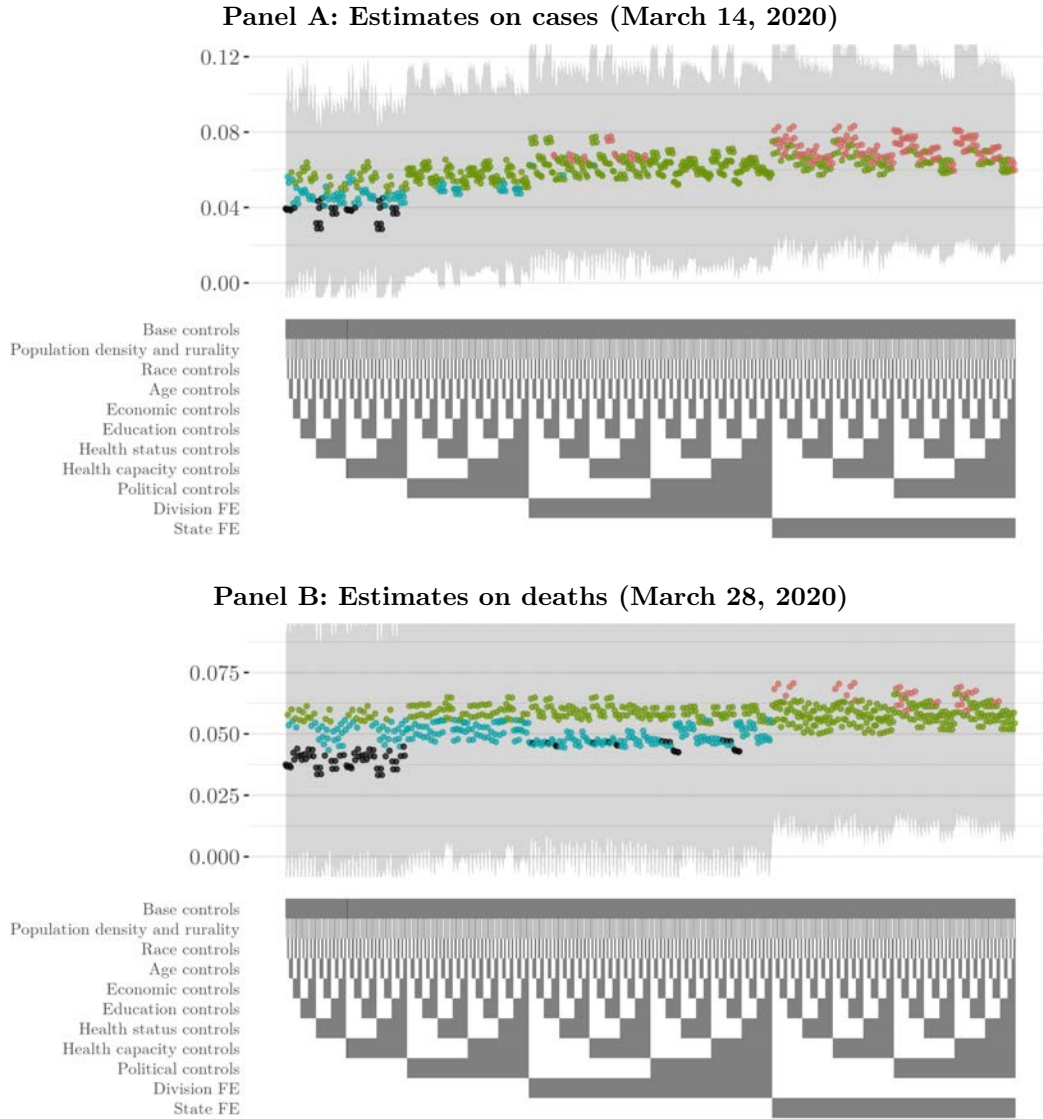 Panel A: Estimates on cases (March 14, 2020)
0.12
0.08
0.04
0.00
Base controls
Population density and rurality
Race controls
Age controls
Economic controls
Education controls
Health status controls
Health capacity controls
Political controls
Division FE
State FE
Panel B: Estimates on deaths (March 28, 2020)
0.075
0.050
0.025
0.000
Base controls
Population density and rurality
Race controls
Age controls
Economic controls
Education controls
Health status controls
Health capacity controls
Political controls
Division FE
State FE